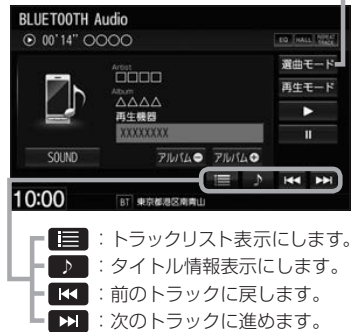 BLUETOOTH Audio
00'14" ○○○○
EQ HALL REPEAT TRACK
選曲モード
Artist
□□□□
Album
△△△△
再生モード
再生機器
XXXXXXXX
SOUND
アルバム アルバム
10:00
BT 東京都港区南青山
：トラックリスト表示にします。
：タイトル情報表示にします。
：前のトラックに戻します。
：次のトラックに進めます。